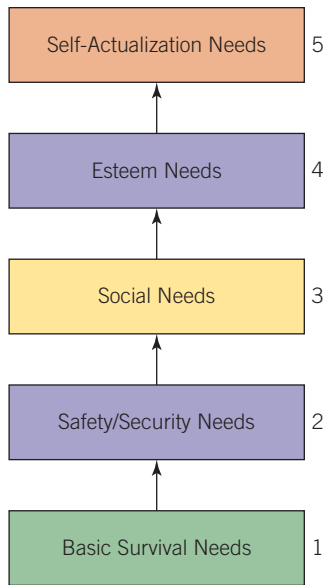 Self-Actualization Needs 5
Esteem Needs 4
Social Needs 3
Safety/Security Needs 2
Basic Survival Needs 1